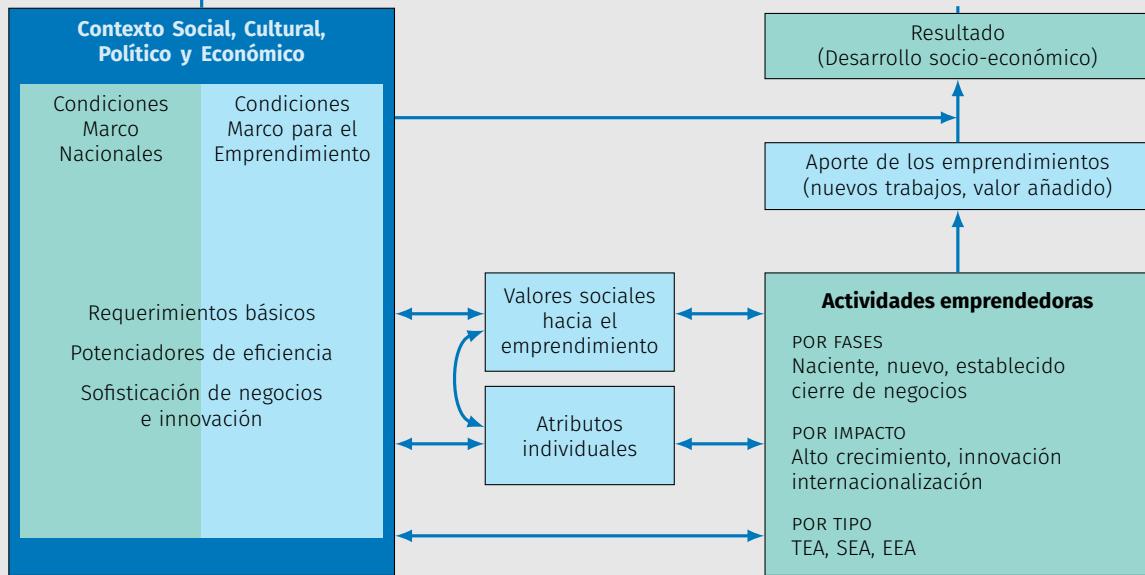 Contexto Social, Cultural,
Político y Económico
Condiciones
Marco
Nacionales
Condiciones
Marco para el
Emprendimiento
Requerimientos básicos
Potenciadores de eficiencia
Sofisticación de negocios
e innovación
Valores sociales
hacia el
emprendimiento
Atributos
individuales
Resultado
(Desarrollo socio-económico)
Aporte de los emprendimientos
(nuevos trabajos, valor añadido)
Actividades emprendedoras
POR FASES
Naciente, nuevo, establecido
cierre de negocios
POR IMPACTO
Alto crecimiento, innovación
internacionalización
POR TIPO
TEA, SEA, EEA